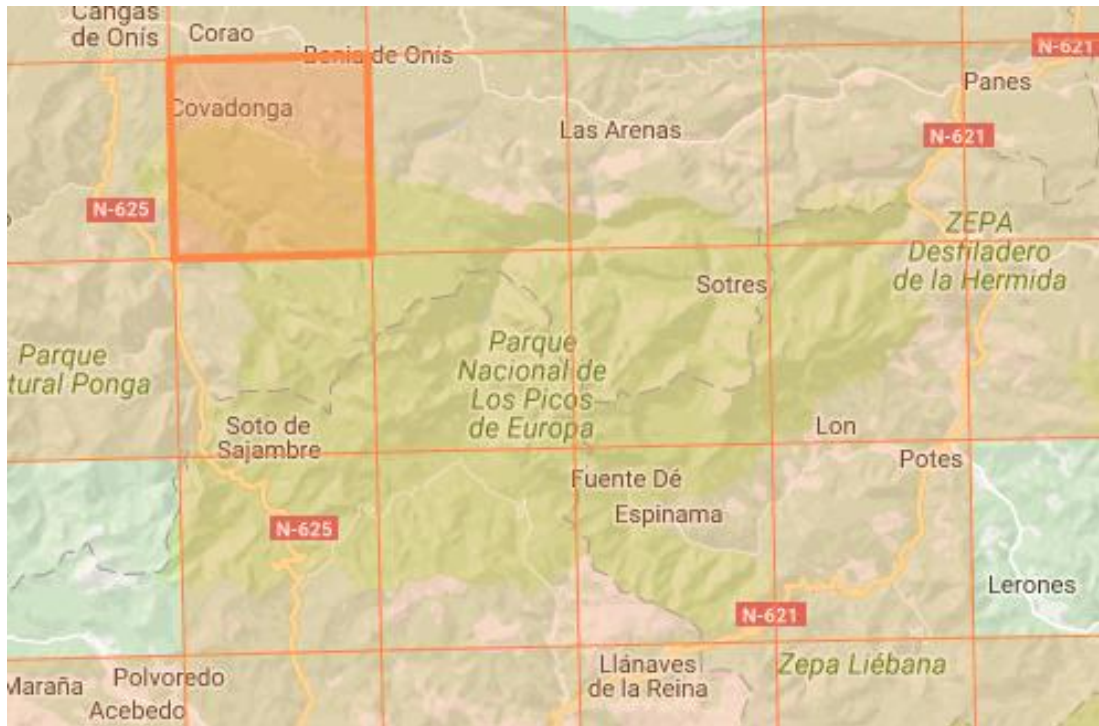 Cangas
de Onís
Corao
Benia de Onís
N-621
Panes
Covadonga
Las Arenas
N-621
N-625
ZEPA
Desfiladero
de la Hermida
Sotres
Parque
tural Ponga
Parque
Nacional de
Los Picos
de Europa
Soto de
Sajambre
Lon
Potes
Fuente Dé
Espinama
N-625
Lerones
N-621
Llánaves
de la Reina
Zepa Liébana
Maraña
Polvoredo
Acebedo